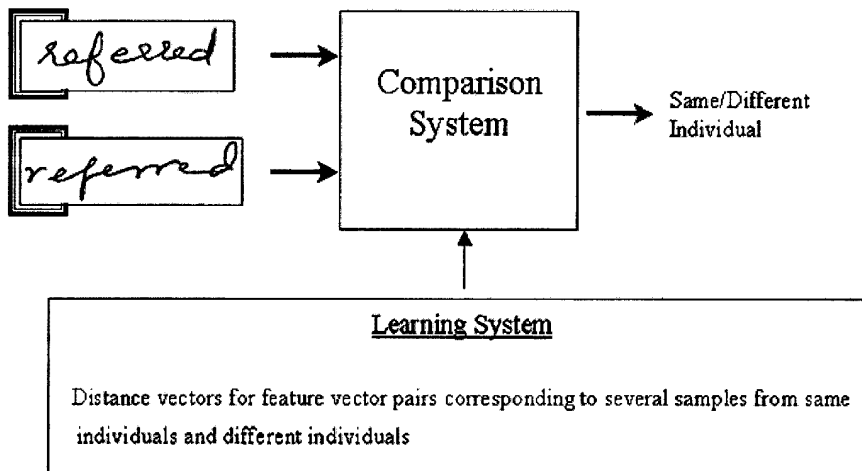 referred
referred
Comparison
System
Same/Different
Individual
Learning System
Distance vectors for feature vector pairs corresponding to several samples from same
individuals and different individuals